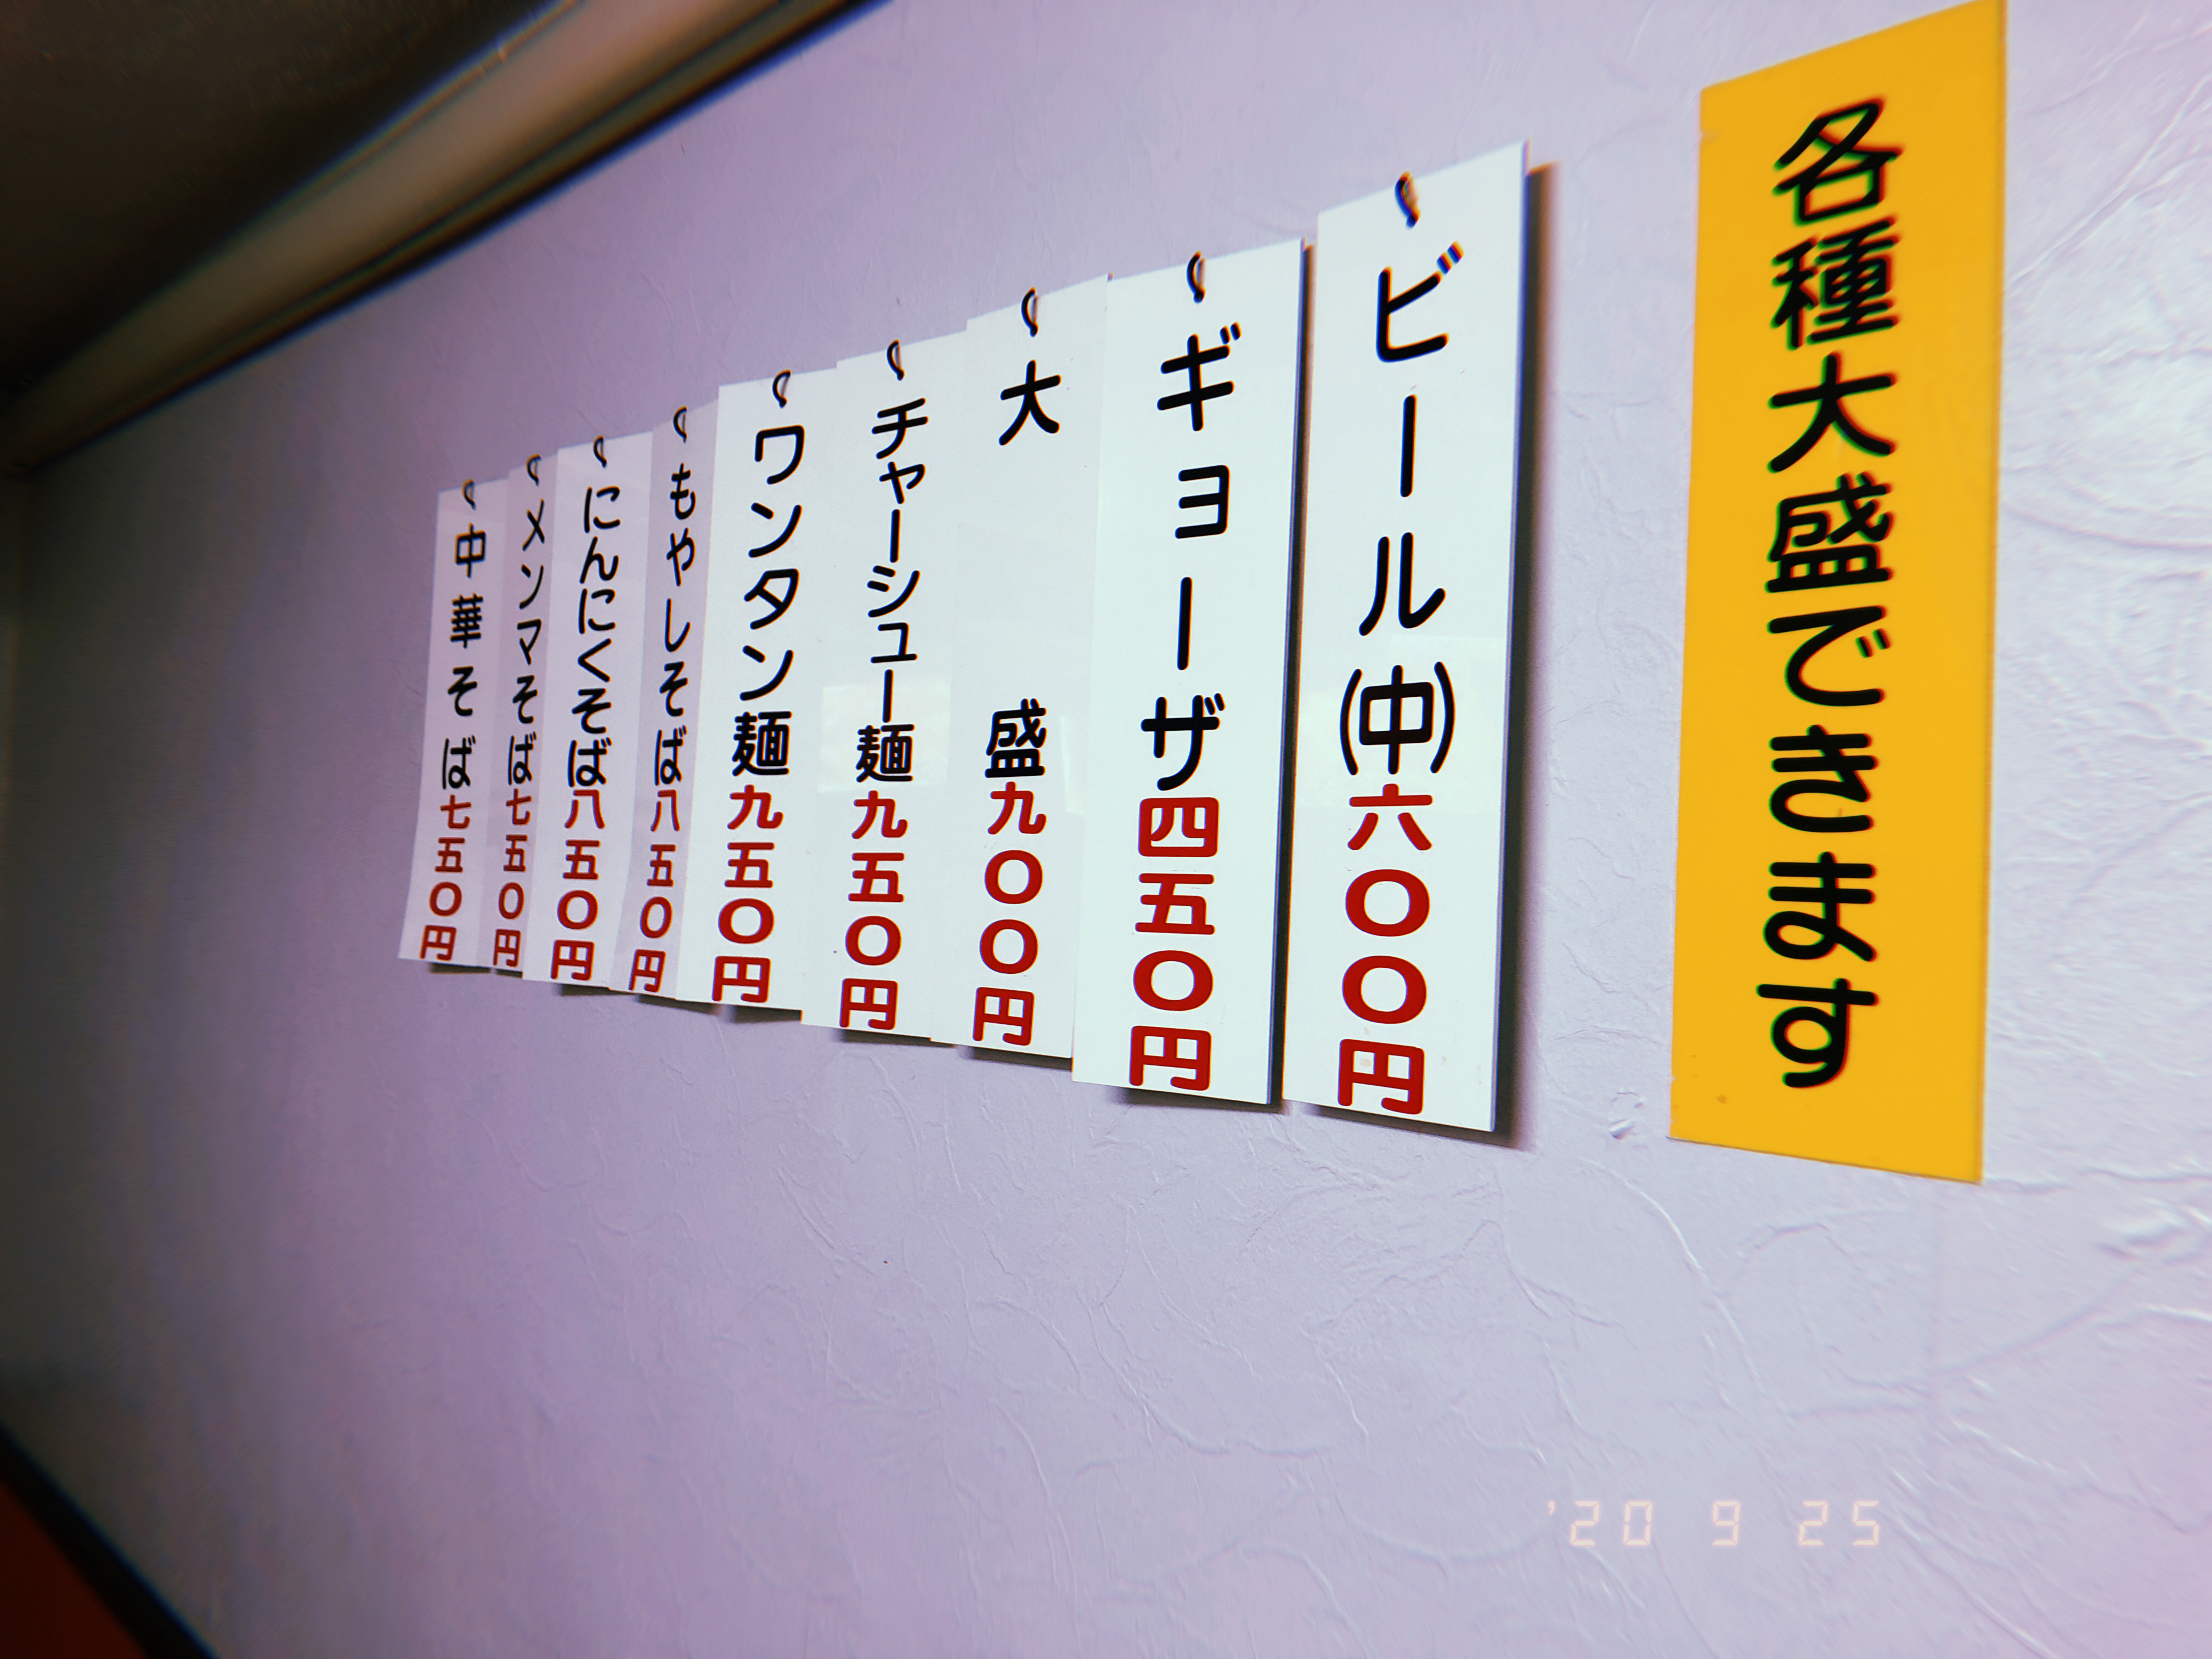 各種大盛できます
ビール(中)六〇〇円
ギョーザ四五〇円
大盛九〇〇円
チャーシュー麺九五〇円
ワンタン麺九五〇円
もやしそば八五〇円
にんにくそば八五〇円
メンマそば七五〇円
中華そば七五〇円
'20 9 25